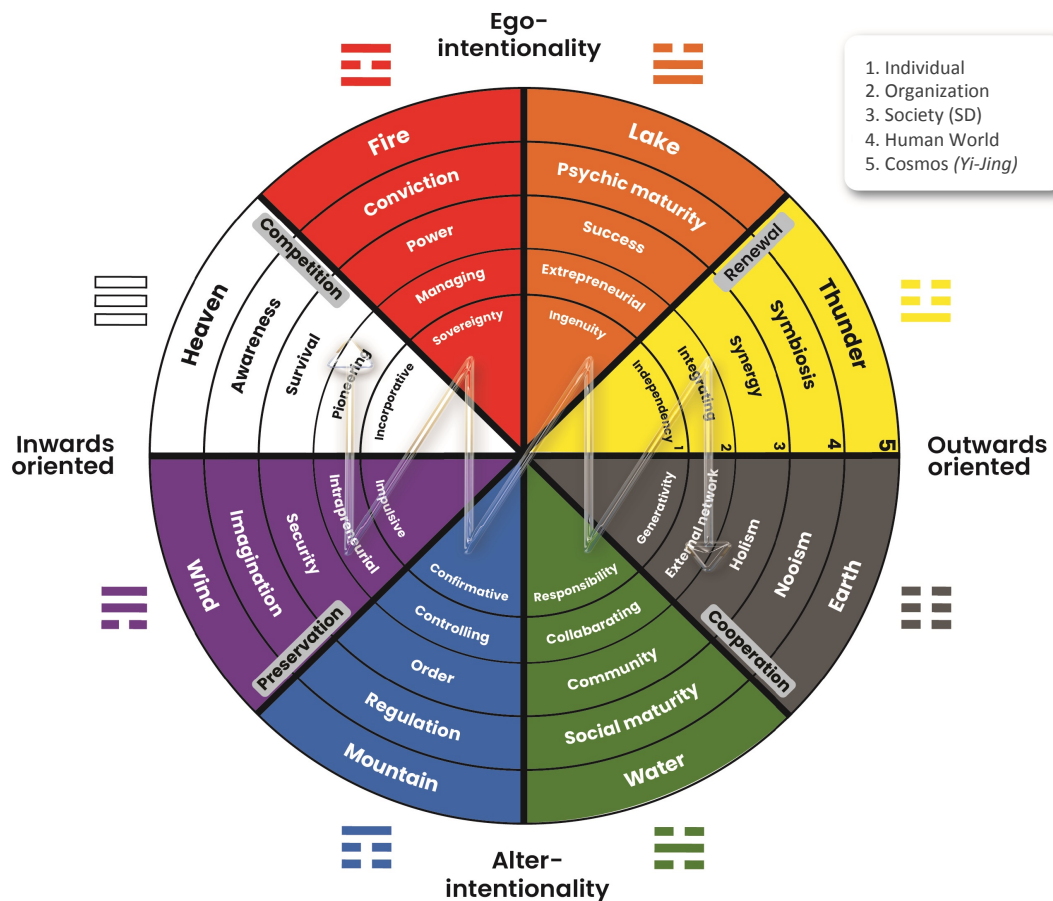 Ego-
intentionality
1. Individual
2. Organization
3. Society (SD)
4. Human World
5. Cosmos (Yi-Jing)
Fire
Conviction
Power
Managing
Sovereignty
Lake
Psychic maturity
Success
Extrepreneurial
Ingenuity
Competition
Renewal
Heaven
Awareness
Survival
Pioneering
Incorporative
Thunder
Symbiosis
Synergy
Integrating
Independency
1
2
3
4
5
Inwards
oriented
Outwards
oriented
Wind
Imagination
Security
Intrapreneurial
Impulsive
Generativity
External network
Holism
Nooism
Earth
Preservation
Cooperation
Confirmative
Controlling
Order
Regulation
Mountain
Responsibility
Collabarating
Community
Social maturity
Water
Alter-
intentionality